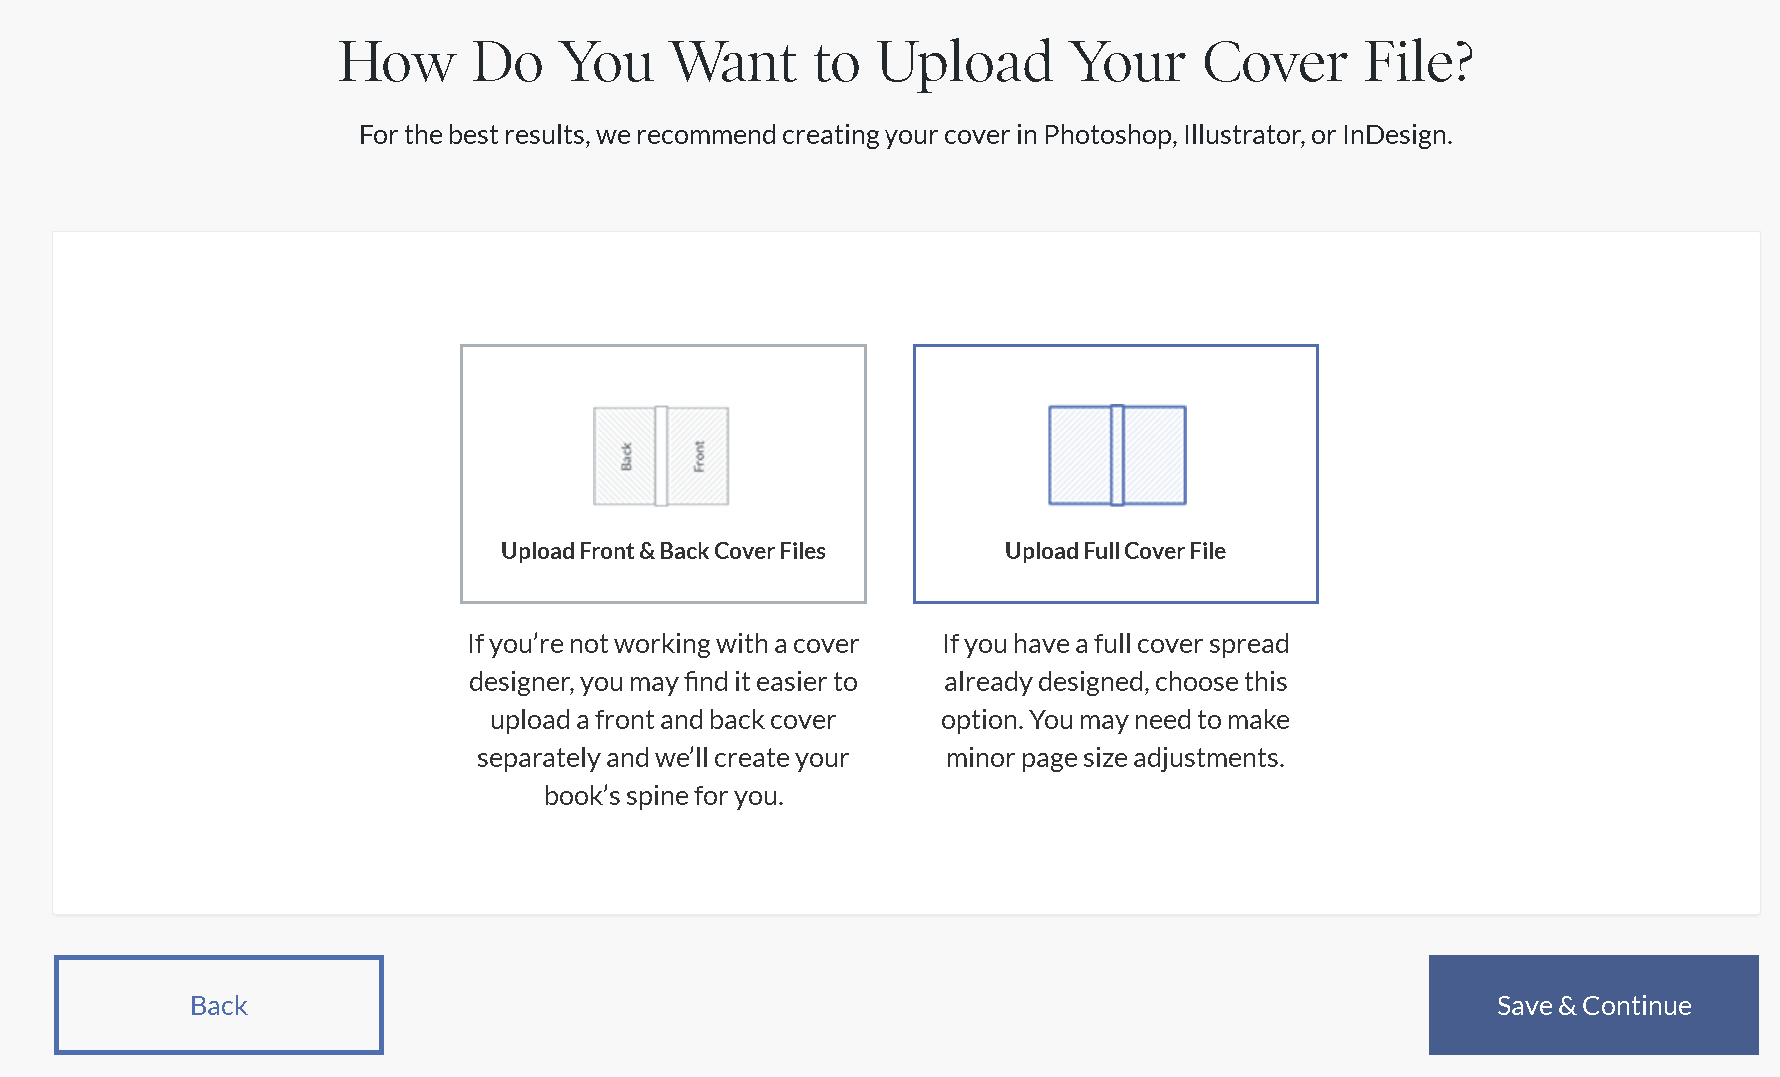 How Do You Want to Upload Your Cover File?
For the best results, we recommend creating your cover in Photoshop, Illustrator, or InDesign.
Back
Front
Upload Front & Back Cover Files
If you’re not working with a cover
designer, you may find it easier to
upload a front and back cover
separately and we’ll create your
book’s spine for you.
Upload Full Cover File
If you have a full cover spread
already designed, choose this
option. You may need to make
minor page size adjustments.
Back
Save & Continue